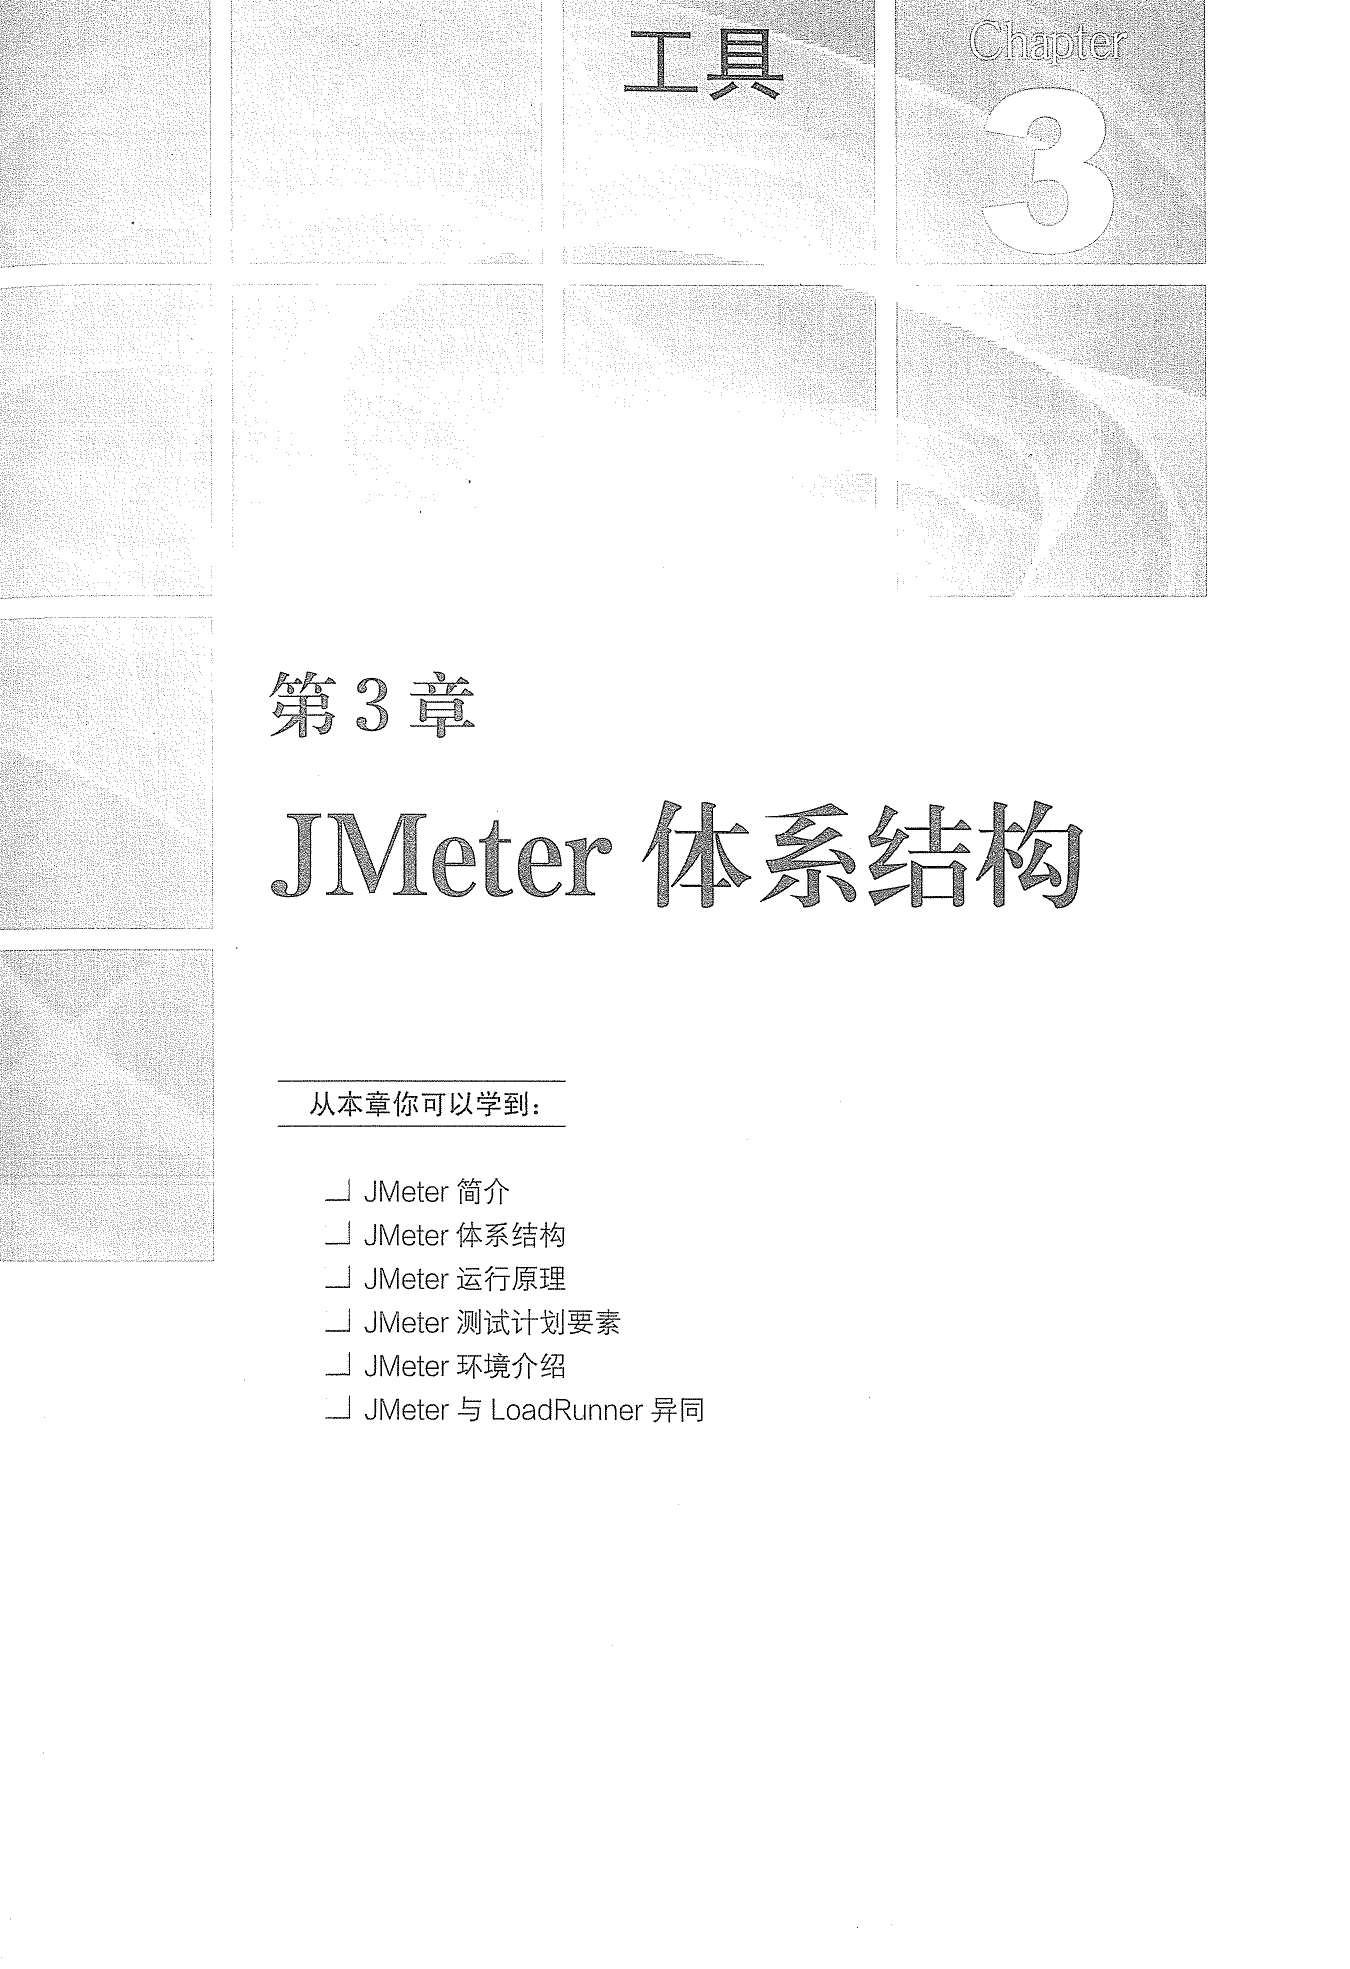 工具
Chapter
3
第3章
JMeter 体系结构
从本章你可以学到：
JMeter 简介
JMeter 体系结构
JMeter 运行原理
JMeter 测试计划要素
JMeter 环境介绍
JMeter 与 LoadRunner 异同